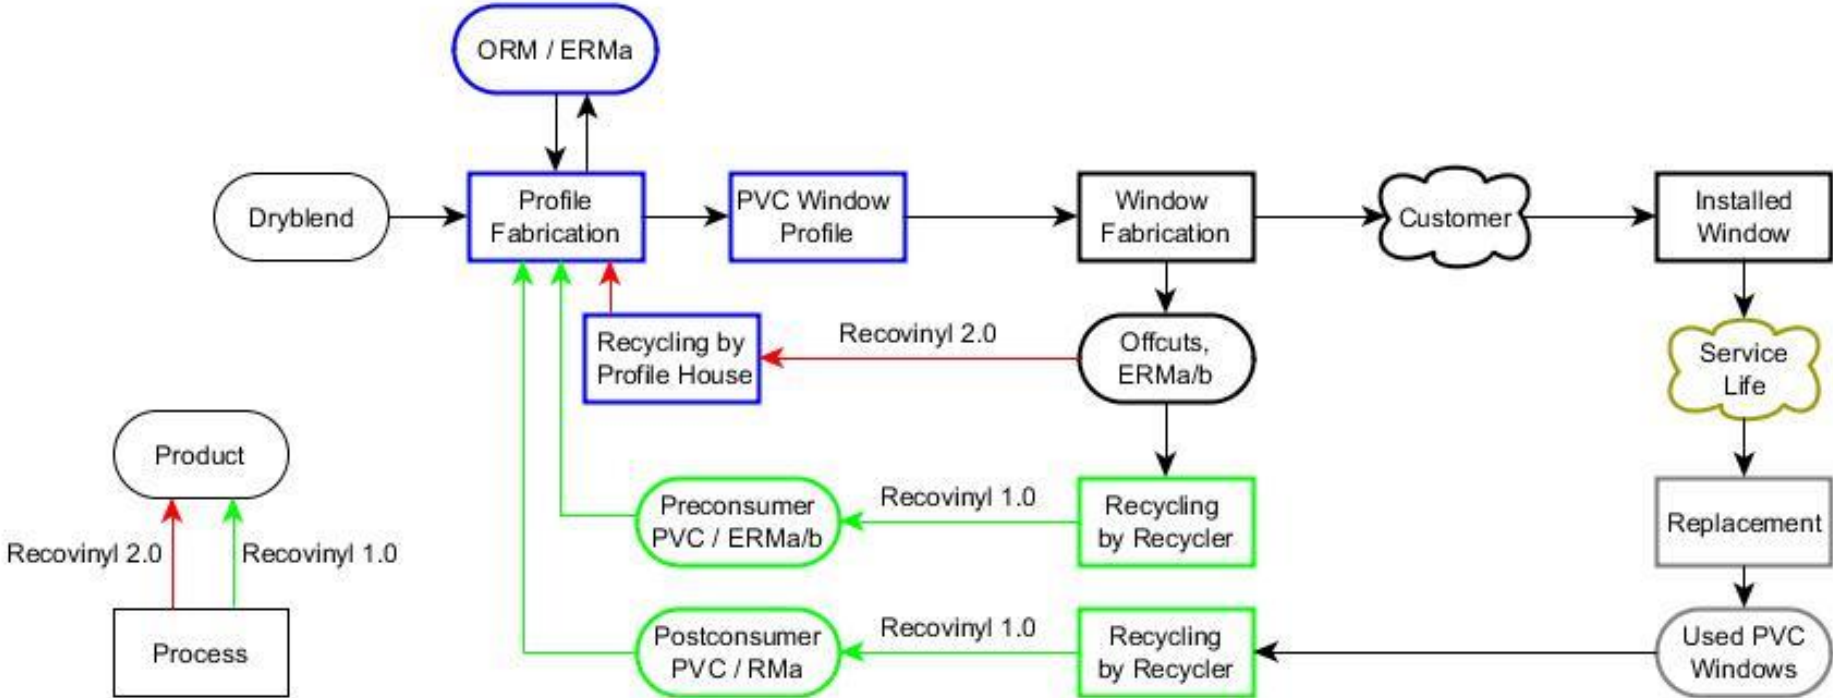 ORM / ERMa
Dryblend
Profile
Fabrication
PVC Window
Profile
Window
Fabrication
Customer
Installed
Window
Recycling by
Profile House
Recovinyl 2.0
Offcuts,
ERMa/b
Service
Life
Product
Recovinyl 2.0
Recovinyl 1.0
Process
Preconsumer
PVC / ERMa/b
Recovinyl 1.0
Recycling
by Recycler
Replacement
Postconsumer
PVC / RMa
Recovinyl 1.0
Recycling
by Recycler
Used PVC
Windows